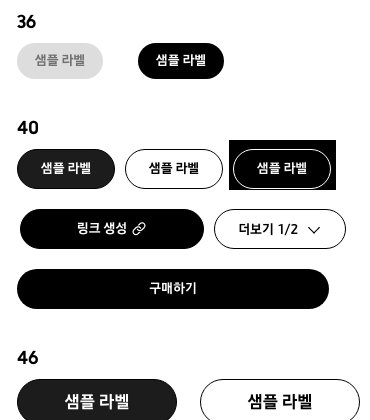 36
샘플 라벨 샘플 라벨
40
샘플 라벨 샘플 라벨 샘플 라벨
링크 생성 더보기 1/2
구매하기
46
샘플 라벨 샘플 라벨